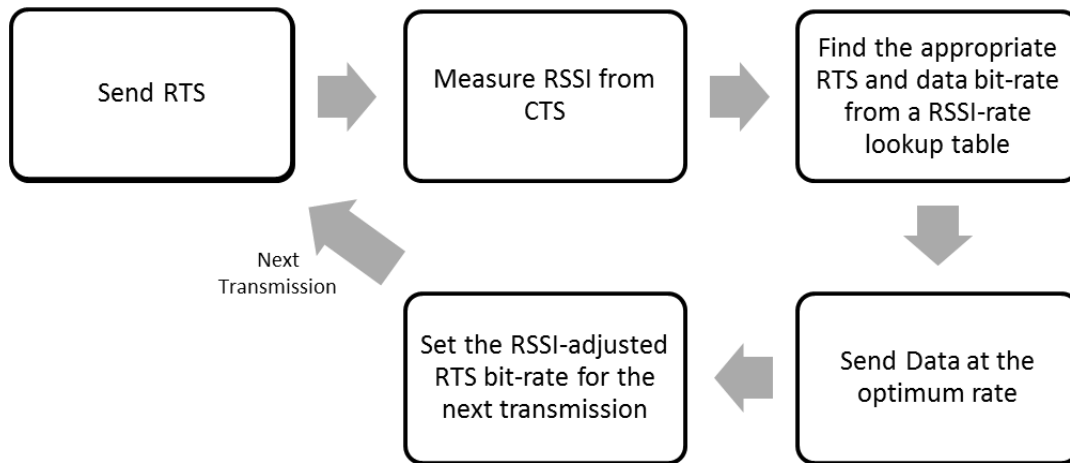 Send RTS
Measure RSSI from
CTS
Find the appropriate
RTS and data bit-rate
from a RSSI-rate
lookup table
Send Data at the
optimum rate
Set the RSSI-adjusted
RTS bit-rate for the
next transmission
Next
Transmission